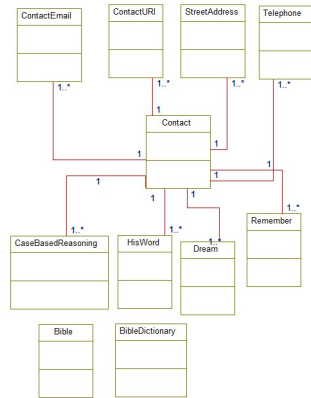 ContactEmail
ContactURI
StreetAddress
Telephone
1..*
1..*
1..*
1..*
1
Contact
1
1
1
1
1
1
1
1..*
1..*
1..*
1..*
CaseBasedReasoning
HisWord
Dream
Remember
Bible
BibleDictionary